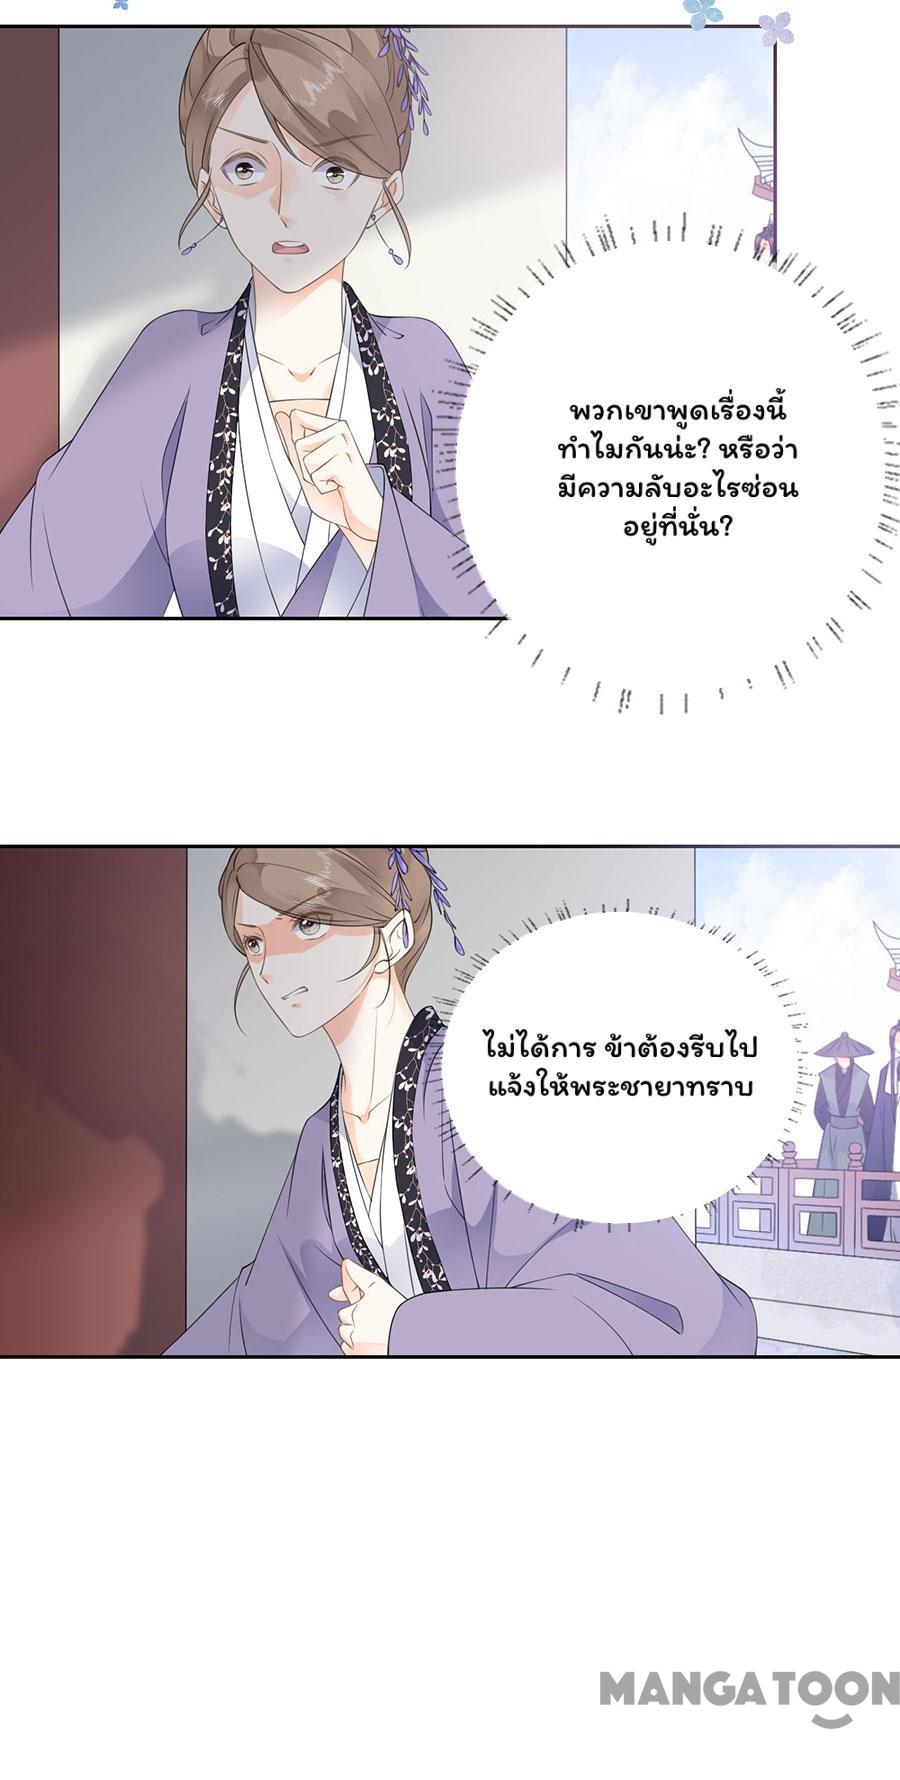 พวกเขาพูดเรื่องนี้
ทำไมกันน่ะ? หรือว่า
มีความลับอะไรซ่อน
อยู่ที่นั่น?
ไม่ได้การ ข้าต้องรีบไป
แจ้งให้พระชายาทราบ
MANGATOON